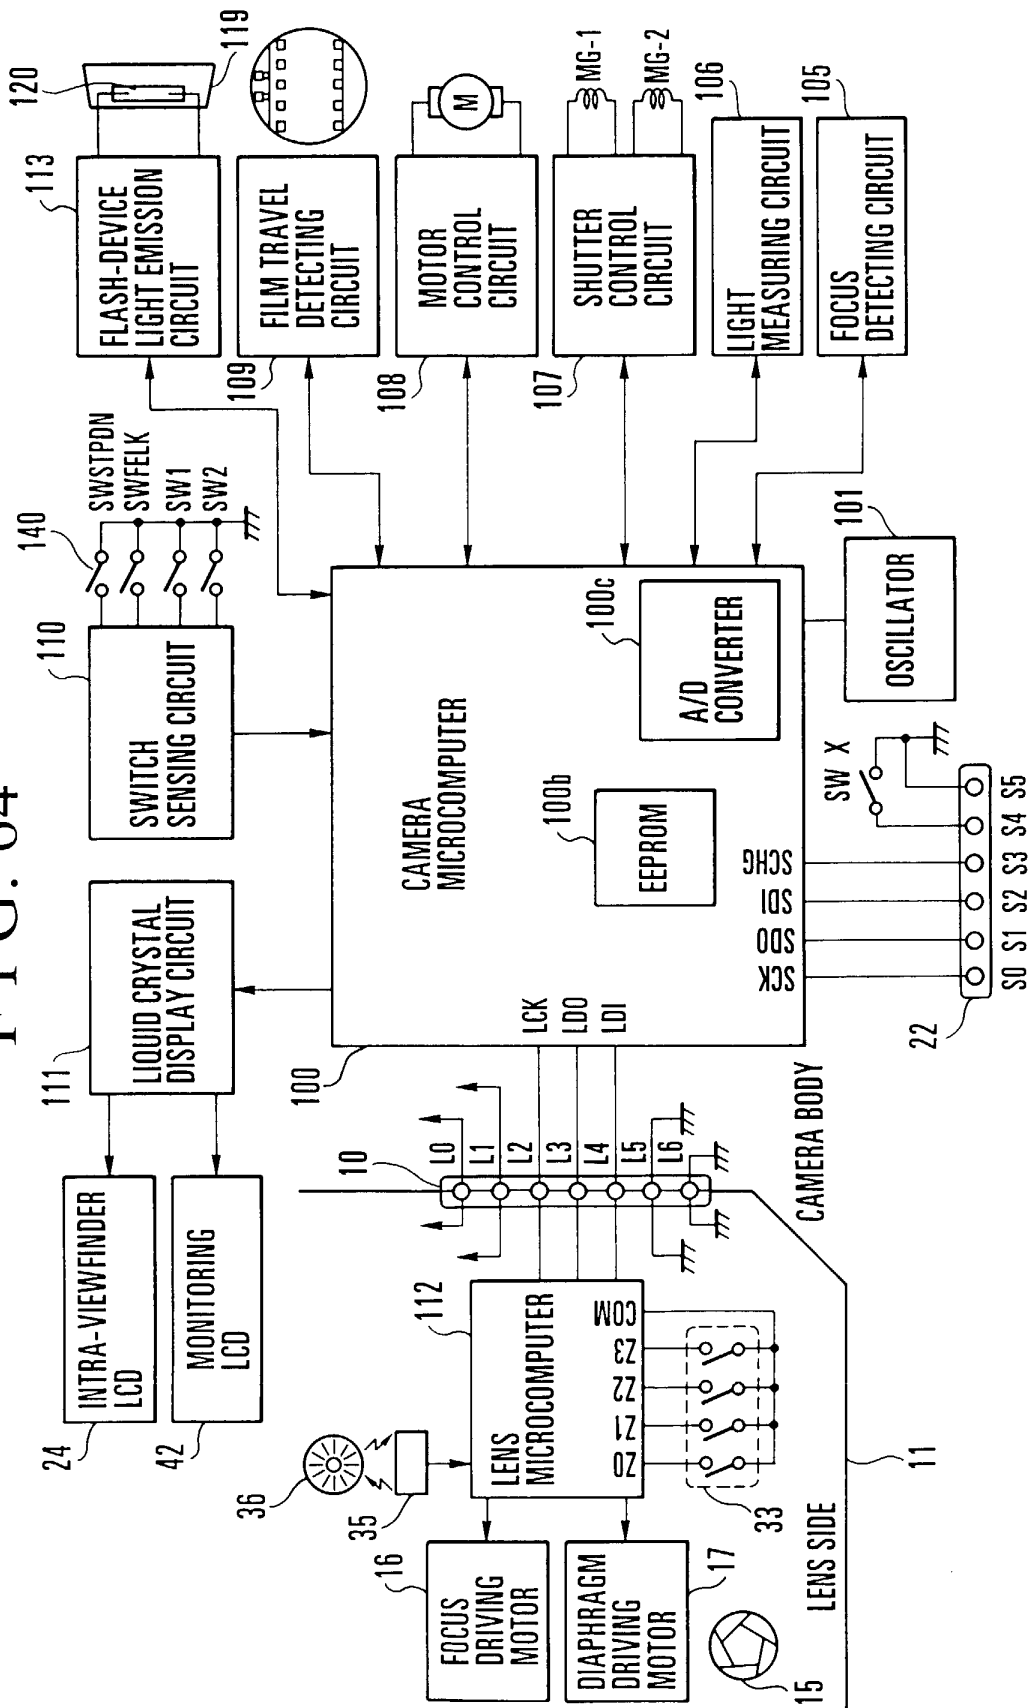 FIG.
24
INTRA-VIEWFINDER
LCD
42
MONITORING
LCD
111
LIQUID CRYSTAL
DISPLAY CIRCUIT
110
SWITCH
SENSING CIRCUIT
140
SWSTPDN
SWFELK
SW1
SW2
113
FLASH-DEVICE
LIGHT EMISSION
CIRCUIT
120
119
109
FILM TRAVEL
DETECTING
CIRCUIT
108
MOTOR
CONTROL
CIRCUIT
M
107
SHUTTER
CONTROL
CIRCUIT
MG-1
MG-2
106
LIGHT
MEASURING CIRCUIT
105
FOCUS
DETECTING CIRCUIT
100
CAMERA
MICROCOMPUTER
100b
EEPROM
100c
A/D
CONVERTER
101
OSCILLATOR
LCK
LDO
LDI
SCK
SDO
SDI
SCHG
SW X
22
S0 S1 S2 S3 S4 S5
10
L0
L1
L2
L3
L4
L5
L6
CAMERA BODY
36
35
112
LENS
MICROCOMPUTER
Z0 Z1 Z2 Z3 COM
33
16
FOCUS
DRIVING
MOTOR
17
DIAPHRAGM
DRIVING
MOTOR
15
LENS SIDE
11